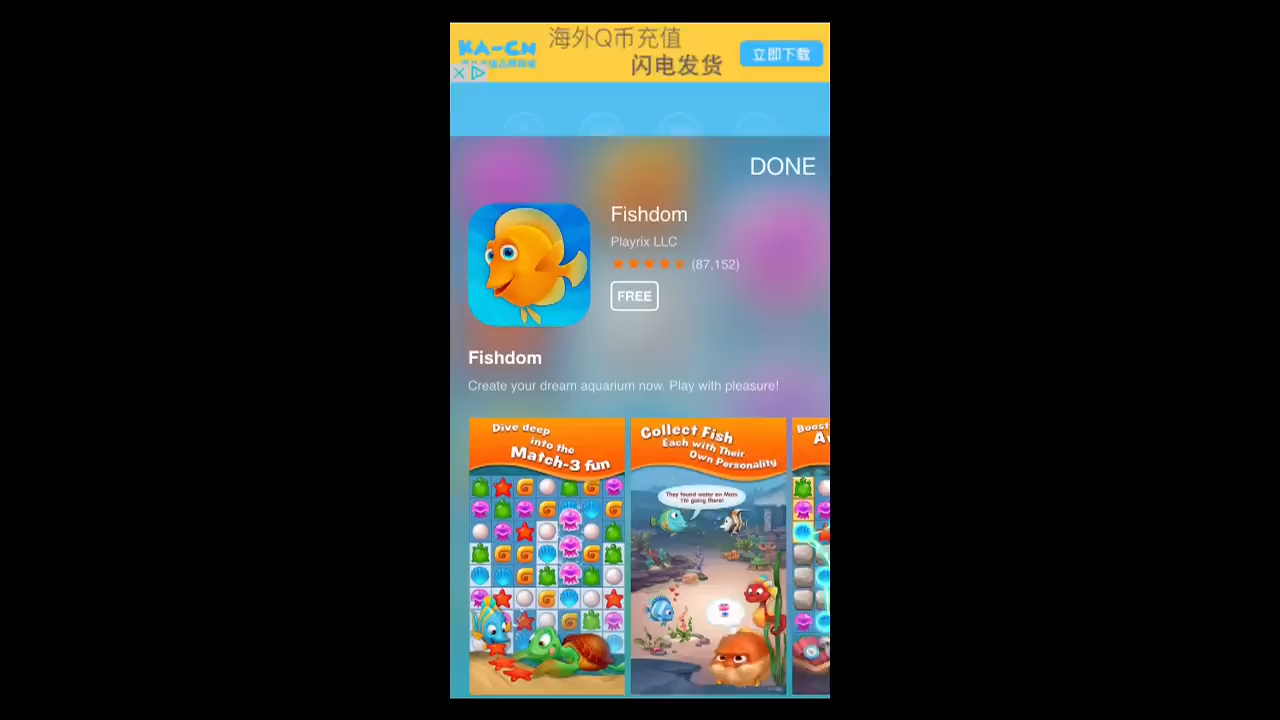 海外Q币充值
KA-CN
闪电发货
立即下载
DONE
Fishdom
Playrix LLC
(87,152)
FREE
Fishdom
Create your dream aquarium now. Play with pleasure!
Dive deep
into the
Match-3 fun
Collect Fish
Each with Their
Own Personality
They found water on Mars
I'm going there!
Boost